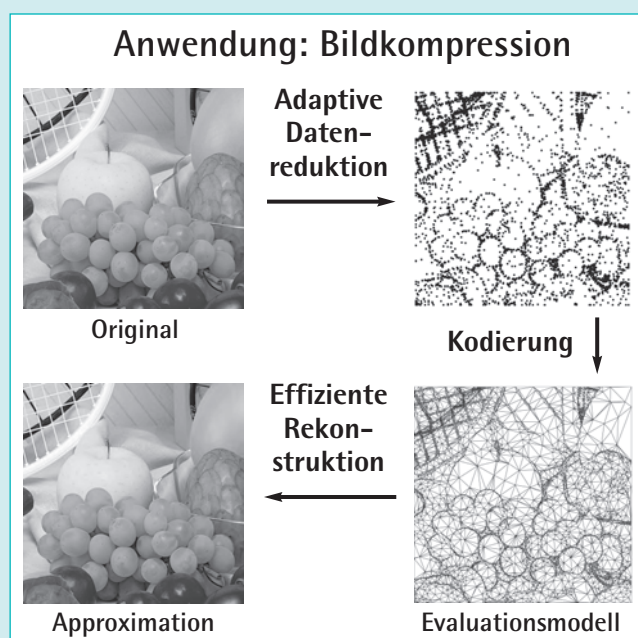 Anwendung: Bildkompression
Adaptive
Daten-
reduktion
Original
Kodierung
Effiziente
Rekon-
struktion
Approximation
Evaluationsmodell